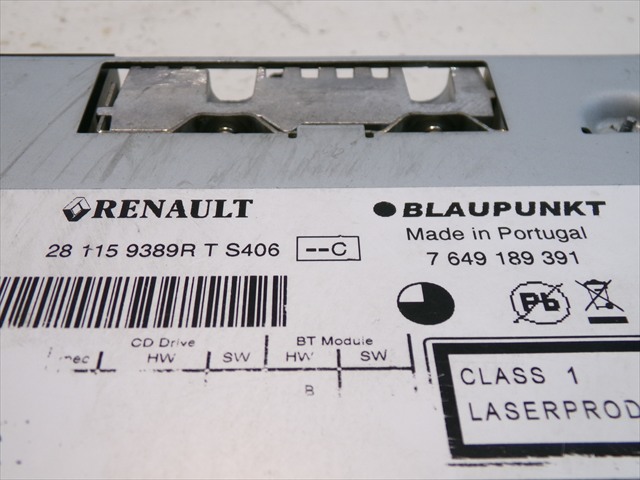 RENAULT
28 115 9389R T S406 --C
BLAUPUNKT
Made in Portugal
7 649 189 391
Pb
CD Drive BT Module
HW SW HW SW
B
CLASS 1
LASERPROD